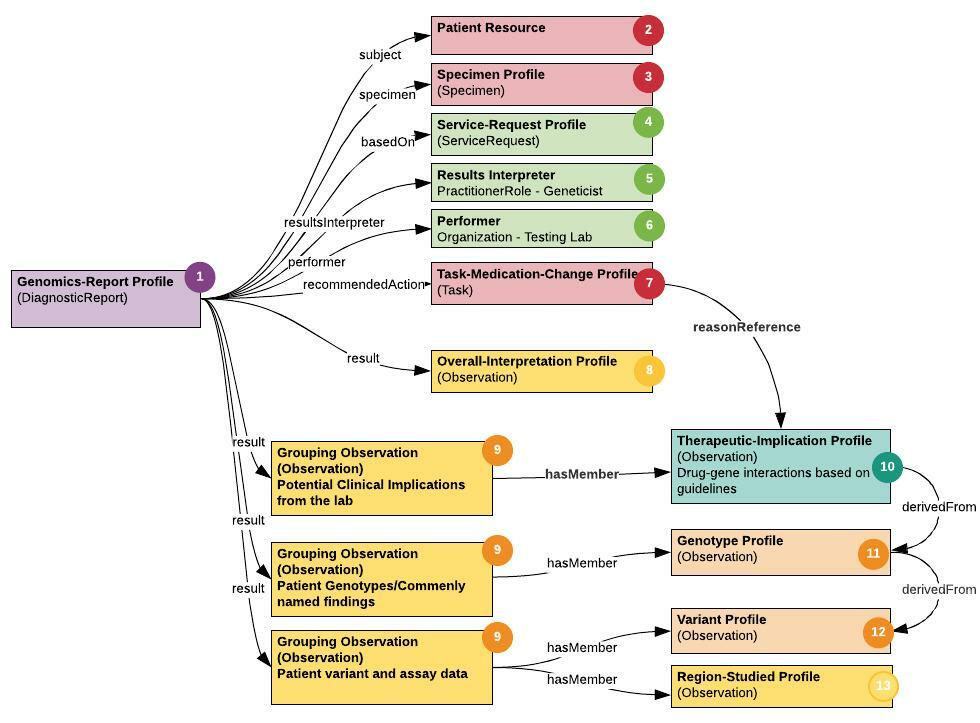 Patient Resource
2
subject
Specimen Profile
(Specimen)
3
specimen
Service-Request Profile
(ServiceRequest)
4
basedOn
Results Interpreter
PractitionerRole - Geneticist
5
resultsInterpreter
Performer
Organization - Testing Lab
6
performer
Genomics-Report Profile
(DiagnosticReport)
1
recommendedAction
Task-Medication-Change Profile
(Task)
7
reasonReference
result
Overall-Interpretation Profile
(Observation)
8
result
Grouping Observation
(Observation)
Potential Clinical Implications
from the lab
9
hasMember
Therapeutic-Implication Profile
(Observation)
Drug-gene interactions based on
guidelines
10
derivedFrom
result
Grouping Observation
(Observation)
Patient Genotypes/Commenly
named findings
9
hasMember
Genotype Profile
(Observation)
11
derivedFrom
result
Grouping Observation
(Observation)
Patient variant and assay data
9
hasMember
Variant Profile
(Observation)
12
hasMember
Region-Studied Profile
(Observation)
13